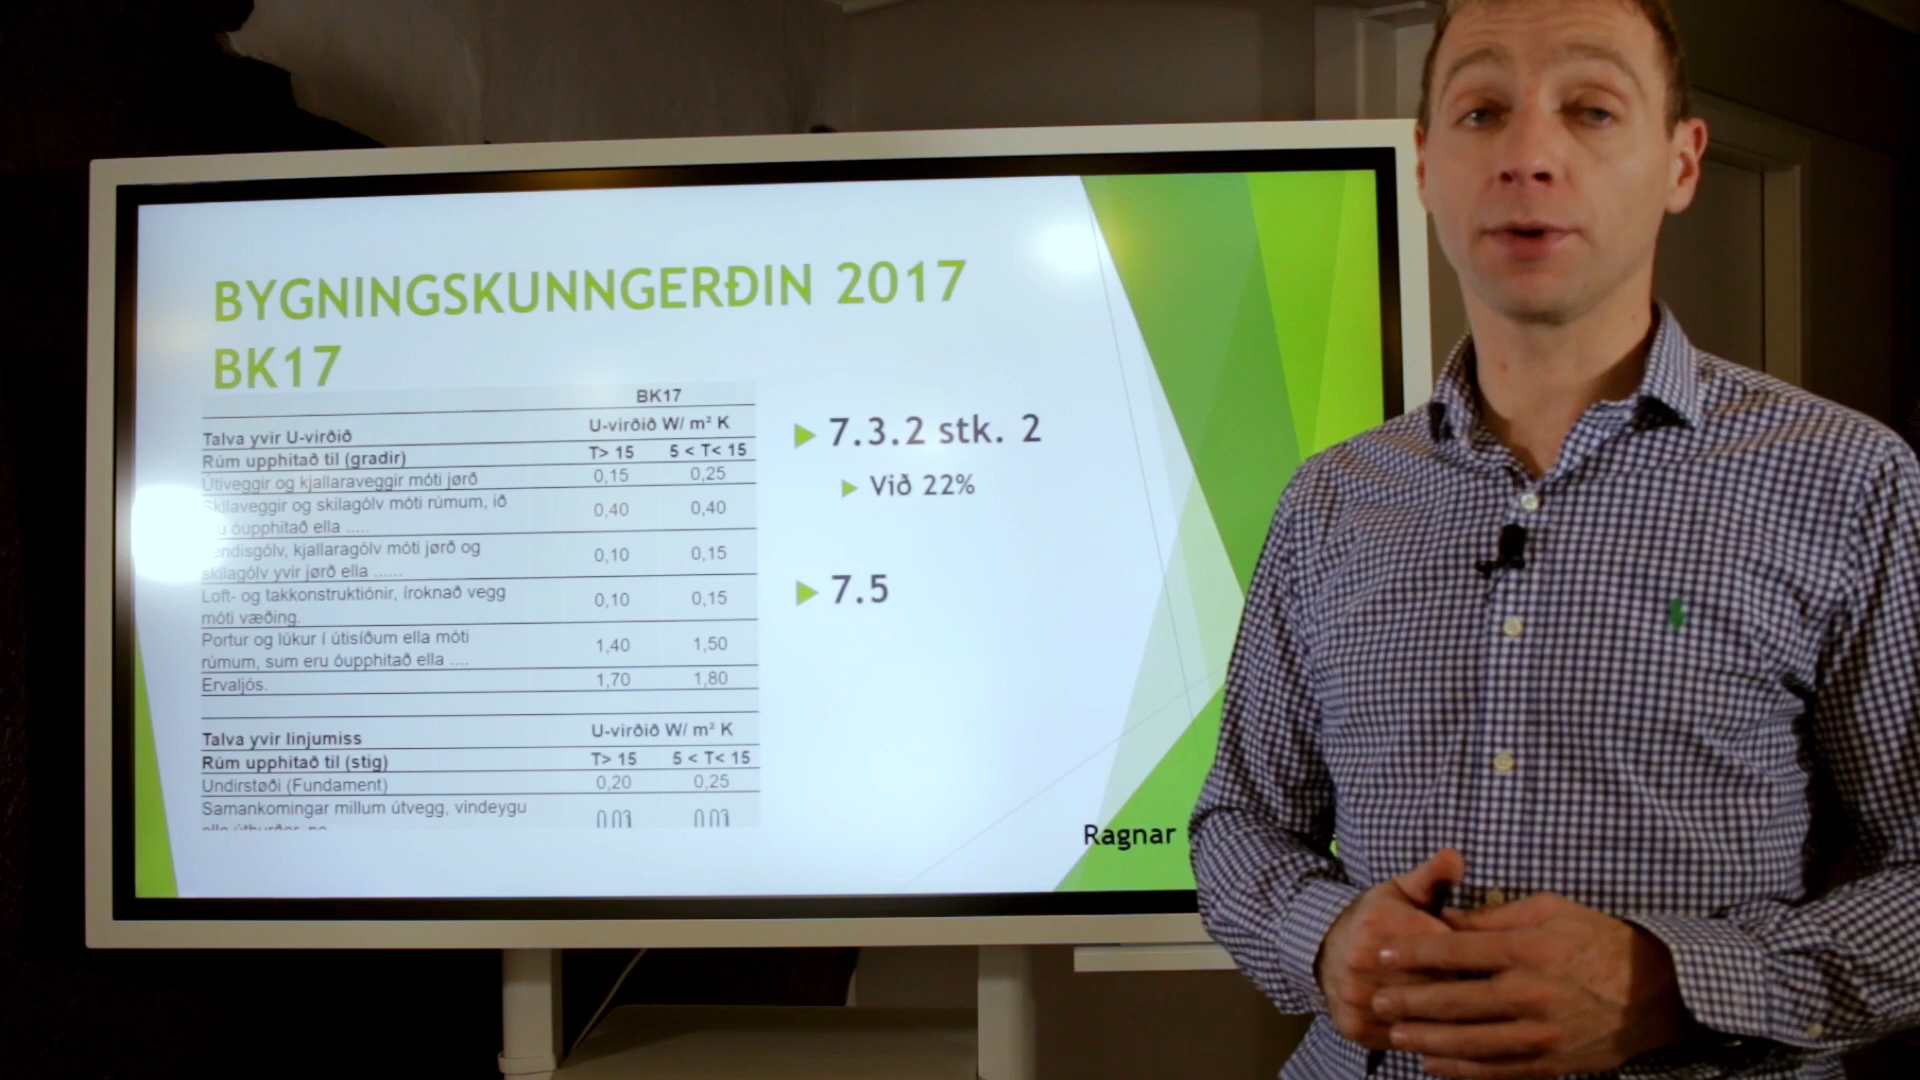 BYGNINGSKUNNGERÐIN 2017
BK17
BK17
Talva yvir U-virðið U-virðið W/ m² K
Rúm upphitað til (gradir) T> 15 5 < T< 15
Útiveggir og kjallaraveggir móti jørð 0,15 0,25
Skilaveggir og skilagólv móti rúmum, ið
óupphitað ella ..... 0,40 0,40
kjallaragólv móti jørð og
skilagólv yvir jørð ella ...... 0,10 0,15
Loft- og takkonstruktiónir, íroknað vegg
móti væðing. 0,10 0,15
Portur og lúkur í útisíðum ella móti
rúmum, sum eru óupphitað ella .... 1,40 1,50
Ervaljós. 1,70 1,80
Talva yvir linjumiss U-virðið W/ m² K
Rúm upphitað til (stig) T> 15 5 < T< 15
Undirstøði (Fundament) 0,20 0,25
Samankomingar millum útvegg, vindeygu
0,03 0,03
7.3.2 stk. 2
Við 22%
7.5
Ragnar